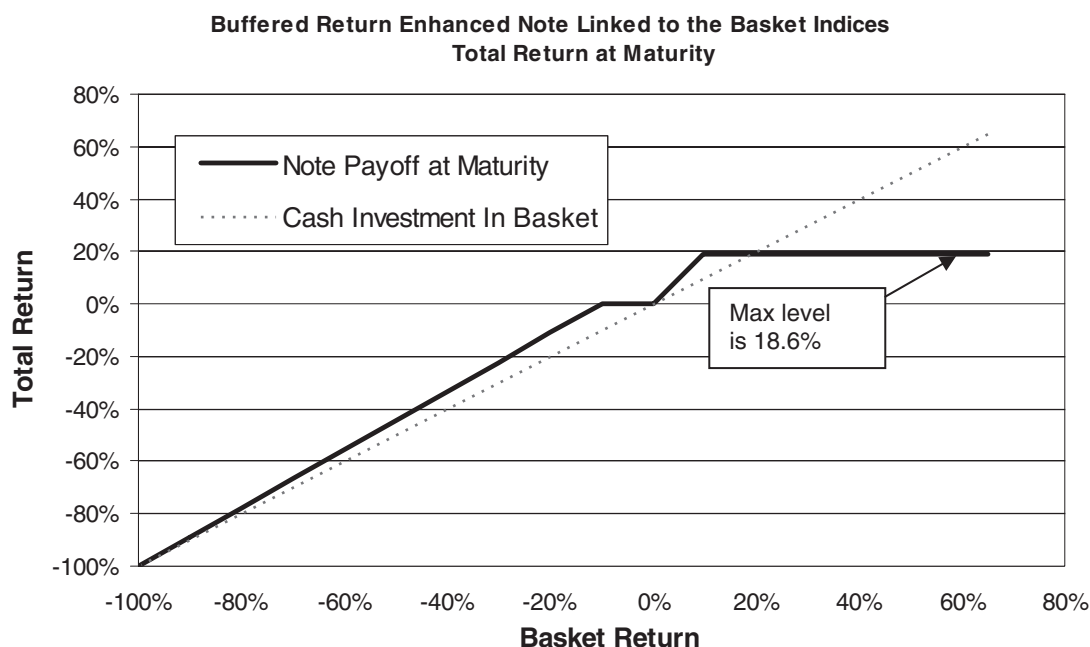 Buffered Return Enhanced Note Linked to the Basket Indices
Total Return at Maturity
80%
60%
40%
20%
0%
-20%
-40%
-60%
-80%
-100%
Total Return
Note Payoff at Maturity
Cash Investment In Basket
Max level
is 18.6%
-100%
-80%
-60%
-40%
-20%
0%
20%
40%
60%
80%
Basket Return